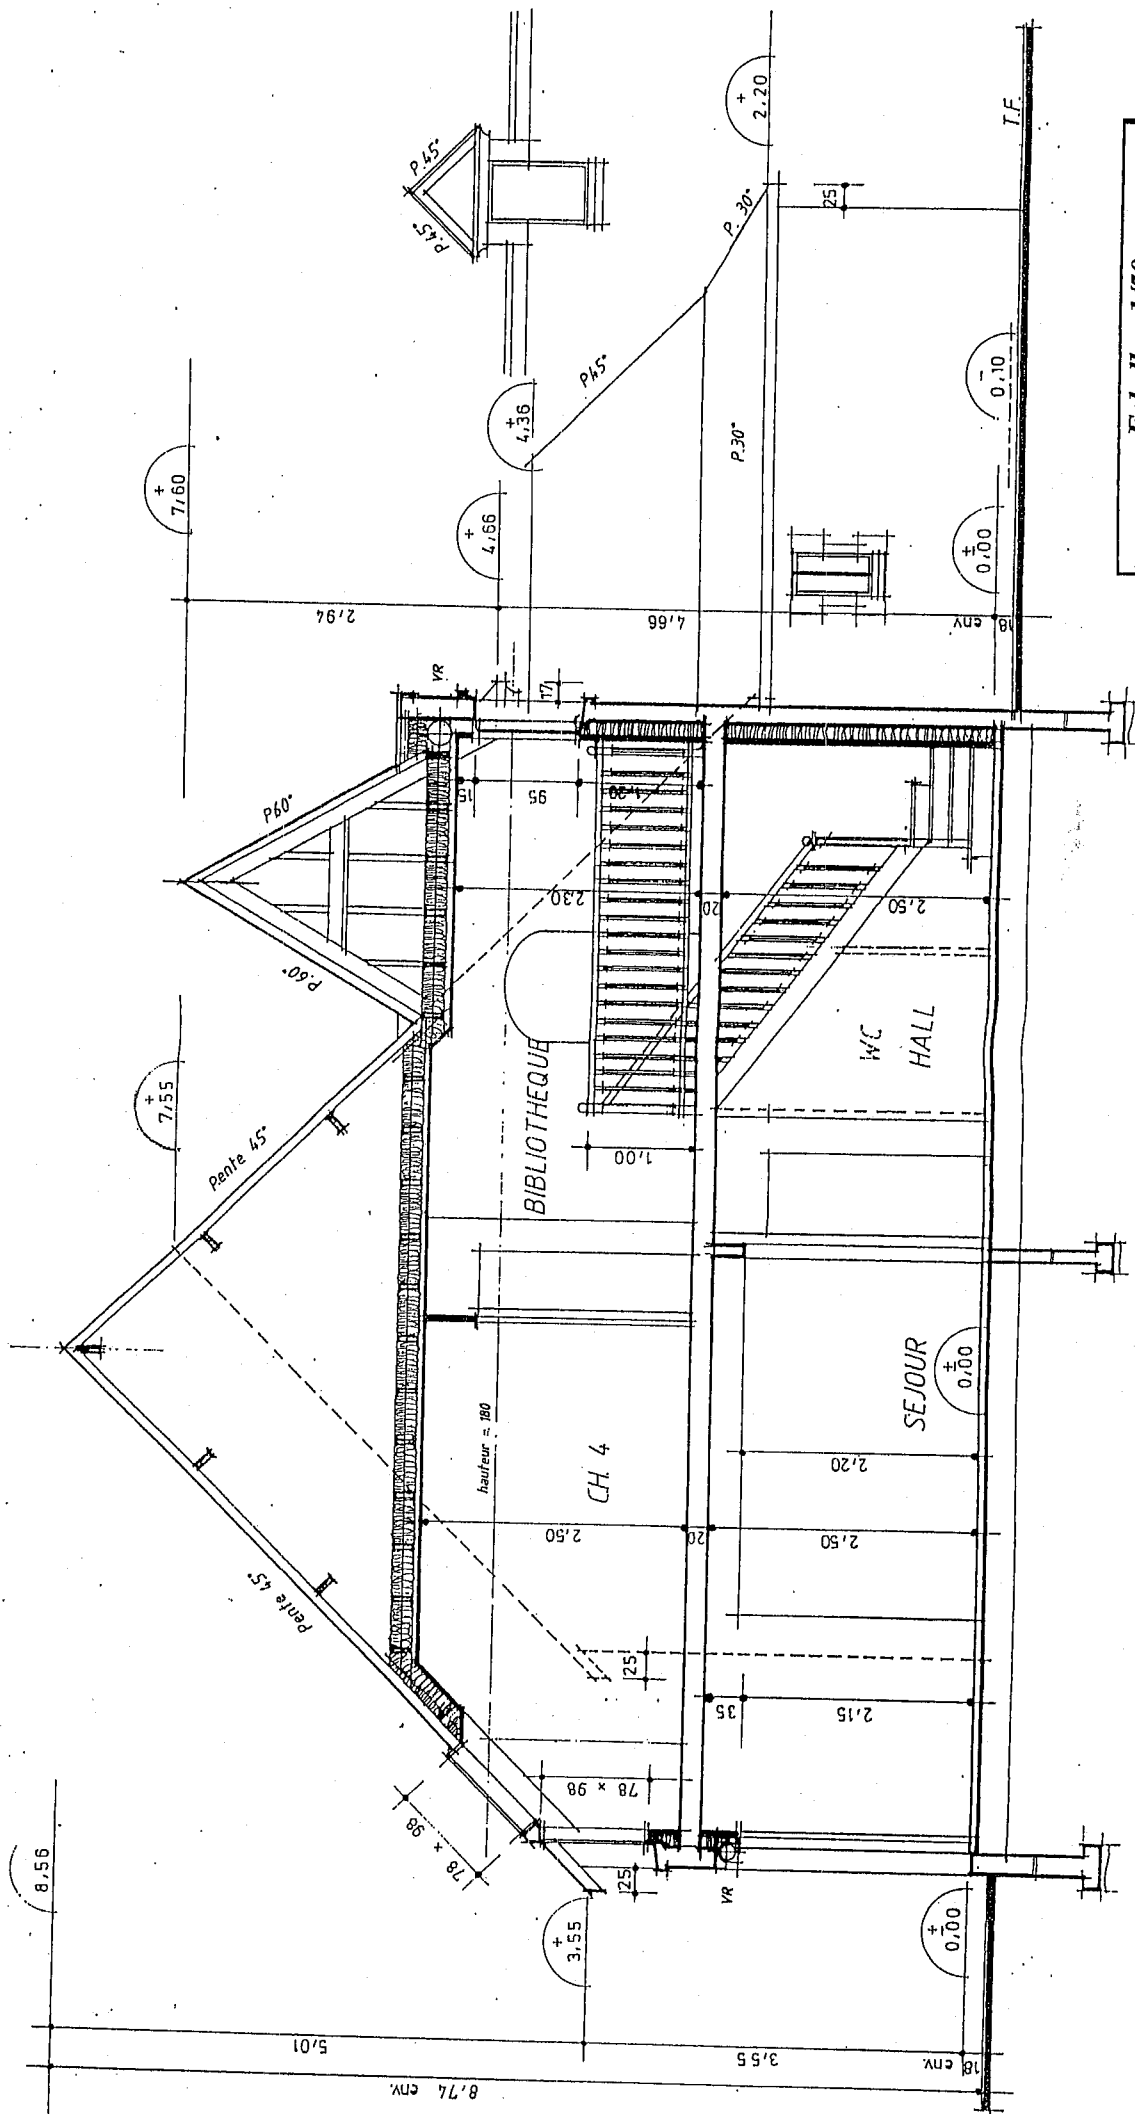 8,56
8,74 env.
5,01
3,55
18 env.
+
3,55
±
0,00
Pente 45°
Pente 45°
+
7,55
78 × 98
78 × 98
25
VR
hauteur = 180
CH. 4
2,50
20
2,50
2,20
35
2,15
25
SEJOUR
±
0,00
BIBLIOTHEQUE
1,00
WC
HALL
P.60°
P60°
2,30
20
2,50
15
95
1,20
VR
17
+
7,60
2,94
+
4,66
4,66
+
4,36
18 env
±
0,00
-
0,10
P.45°
P.45°
P45°
P.30°
P. 30°
+
2,20
25
T.F.